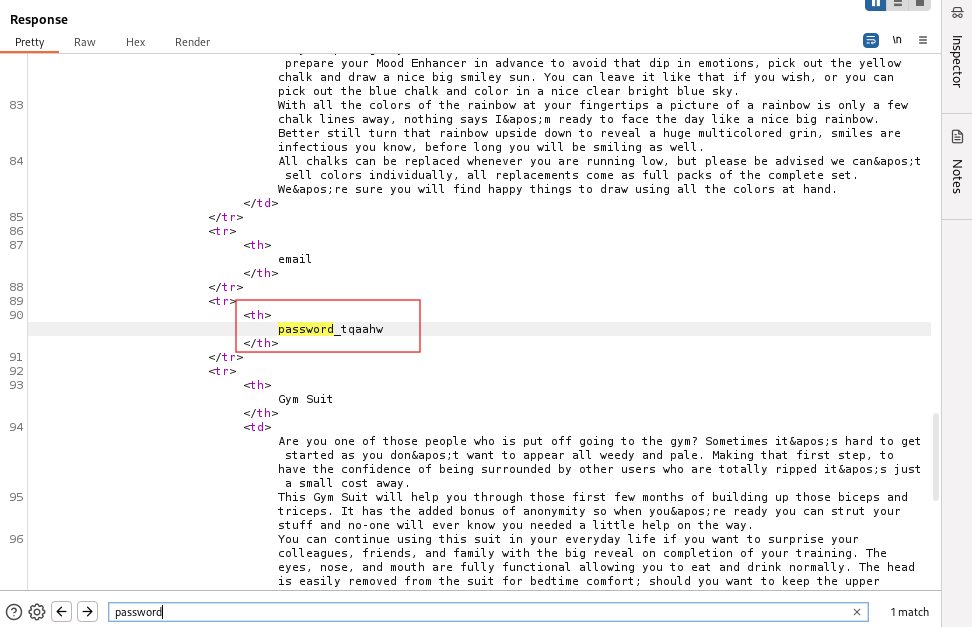 Response
Pretty Raw Hex Render \n
prepare your Mood Enhancer in advance to avoid that dip in emotions, pick out the yellow
chalk and draw a nice big smiley sun. You can leave it like that if you wish, or you can
pick out the blue chalk and color in a nice clear bright blue sky.
83 With all the colors of the rainbow at your fingertips a picture of a rainbow is only a few
chalk lines away, nothing says I&apos;m ready to face the day like a nice big rainbow.
Better still turn that rainbow upside down to reveal a huge multicolored grin, smiles are
infectious you know, before long you will be smiling as well.
84 All chalks can be replaced whenever you are running low, but please be advised we can&apos;t
sell colors individually, all replacements come as full packs of the complete set.
We&apos;re sure you will find happy things to draw using all the colors at hand.
</td>
85 </tr>
86 <tr>
87 <th>
email
</th>
88 </tr>
89 <tr>
90 <th>
password_tqaahw
</th>
91 </tr>
92 <tr>
93 <th>
Gym Suit
</th>
94 <td>
Are you one of those people who is put off going to the gym? Sometimes it&apos;s hard to get
started as you don&apos;t want to appear all weedy and pale. Making that first step, to
have the confidence of being surrounded by other users who are totally ripped it&apos;s just
a small cost away.
95 This Gym Suit will help you through those first few months of building up those biceps and
triceps. It has the added bonus of anonymity so when you&apos;re ready you can strut your
stuff and no-one will ever know you needed a little help on the way.
96 You can continue using this suit in your everyday life if you want to surprise your
colleagues, friends, and family with the big reveal on completion of your training. The
eyes, nose, and mouth are fully functional allowing you to eat and drink normally. The head
is easily removed from the suit for bedtime comfort; should you want to keep the upper
password 1 match
Inspector
Notes